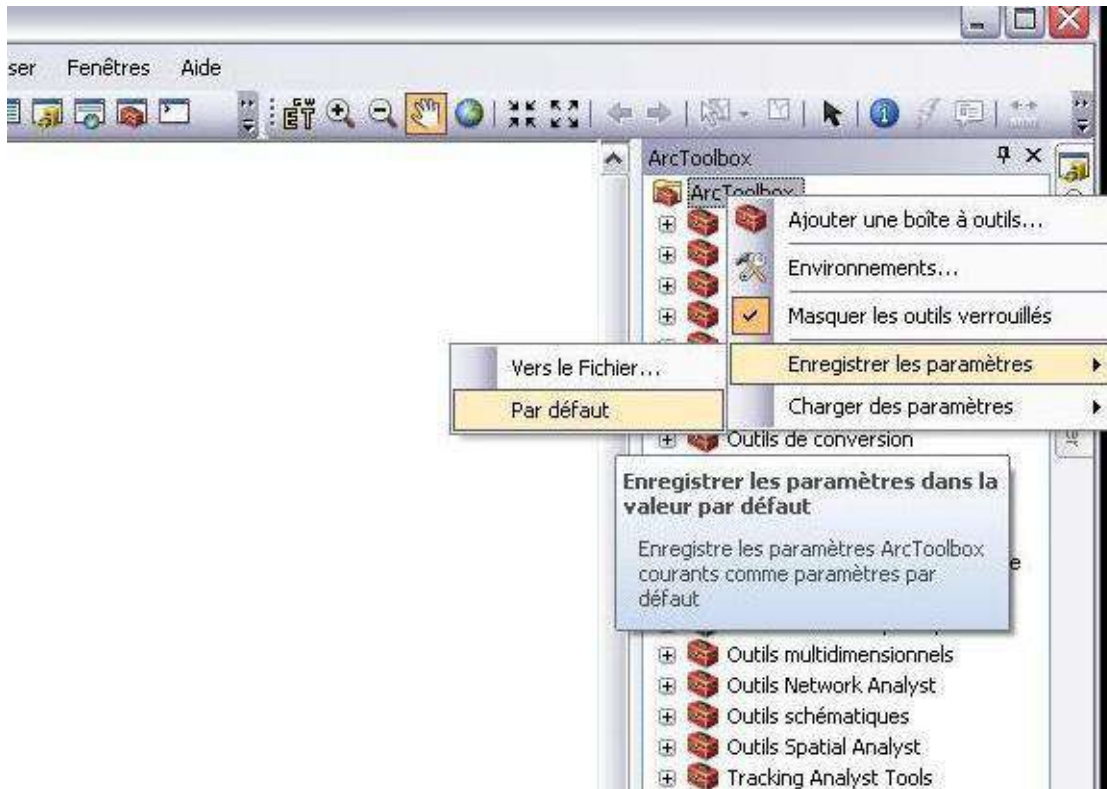 ser Fenêtres Aide
ArcToolbox
ArcToolbox
Ajouter une boîte à outils...
Environnements...
Masquer les outils verrouillés
Enregistrer les paramètres
Charger des paramètres
Vers le Fichier...
Par défaut
Outils de conversion
Enregistrer les paramètres dans la
valeur par défaut
Enregistre les paramètres ArcToolbox
courants comme paramètres par
défaut
e
Outils multidimensionnels
Outils Network Analyst
Outils schématiques
Outils Spatial Analyst
Tracking Analyst Tools